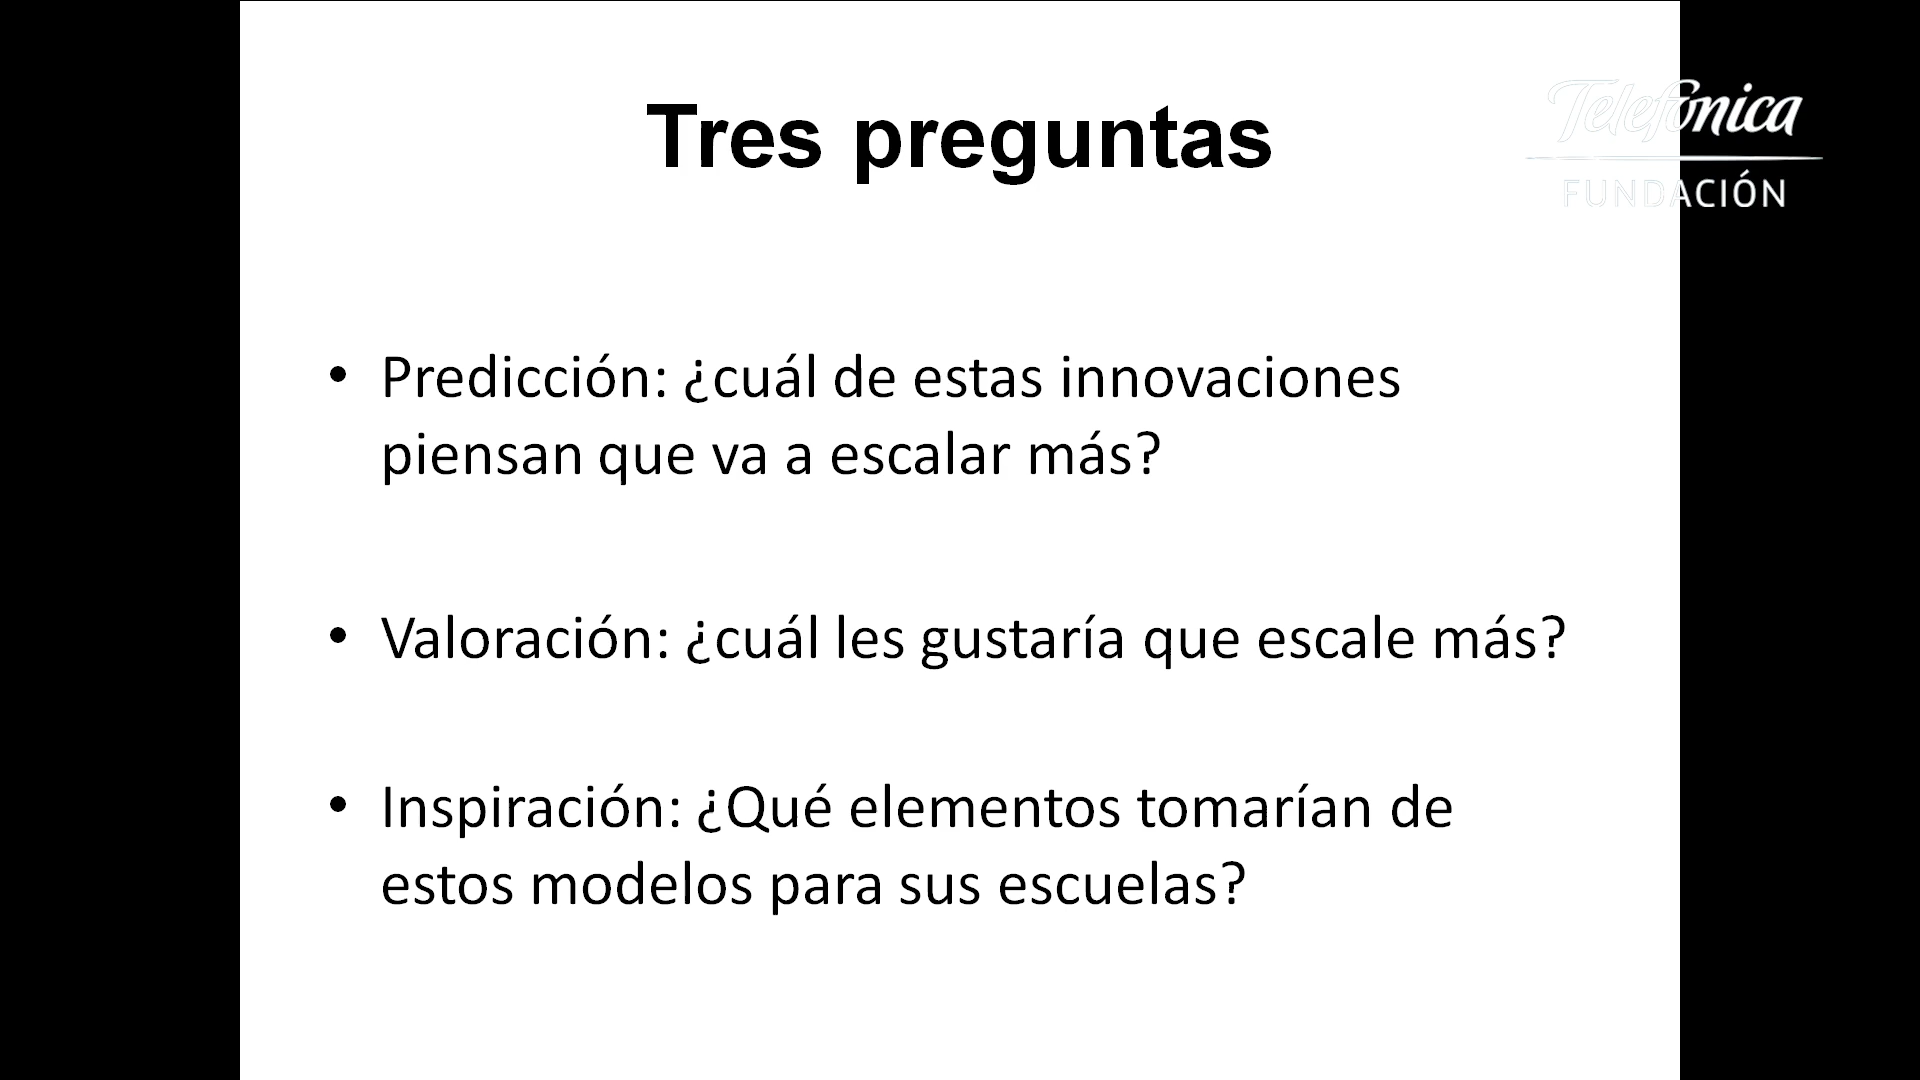 Tres preguntas
Telefónica
FUNDACIÓN
• Predicción: ¿cuál de estas innovaciones
piensan que va a escalar más?
• Valoración: ¿cuál les gustaría que escale más?
• Inspiración: ¿Qué elementos tomarían de
estos modelos para sus escuelas?